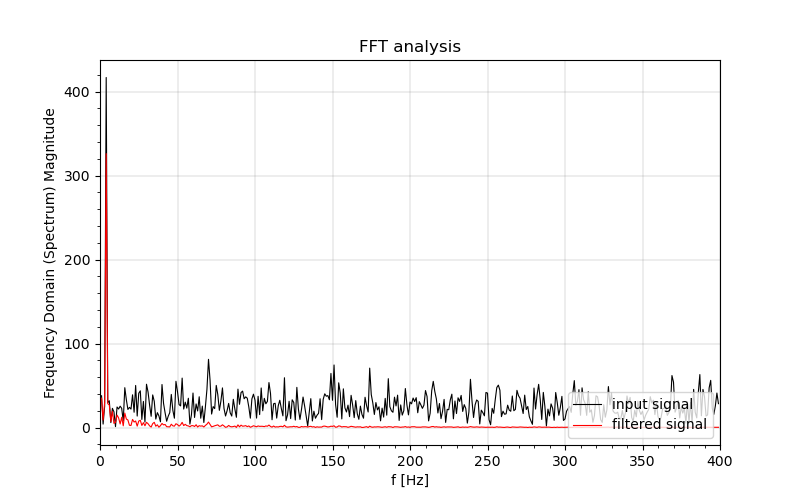 FFT analysis
Frequency Domain (Spectrum) Magnitude
400
300
200
100
0
0 50 100 150 200 250 300 350 400
f [Hz]
input signal
filtered signal